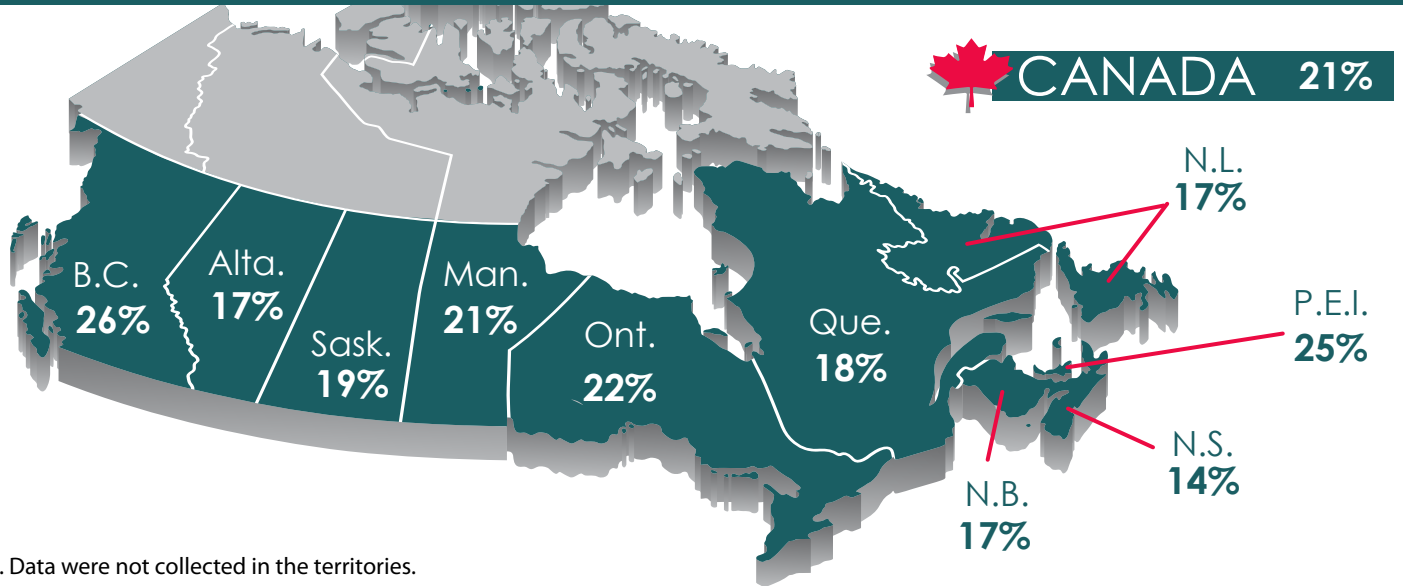 CANADA 21%
N.L.
17%
B.C.
26%
Alta.
17%
Sask.
19%
Man.
21%
Ont.
22%
Que.
18%
P.E.I.
25%
N.S.
14%
N.B.
17%
. Data were not collected in the territories.